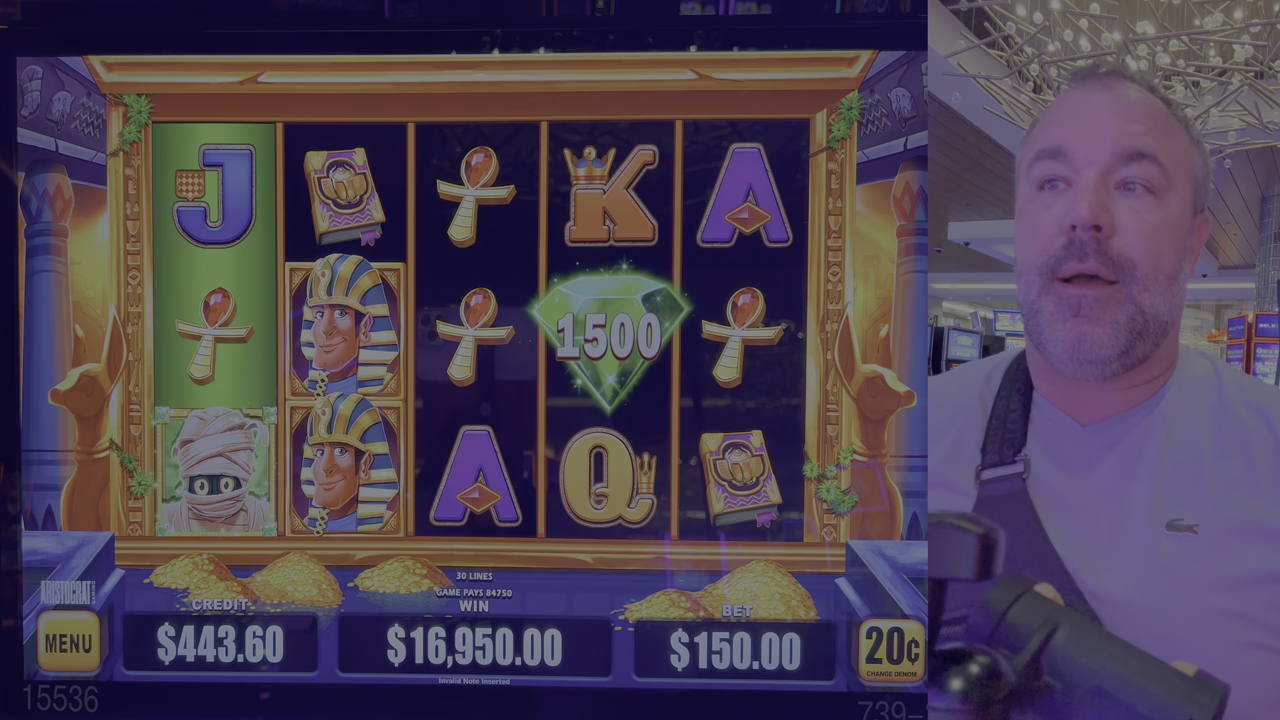 J
K
A
1500
A
Q
ARISTOCRAT
30 LINES
GAME PAYS 84750
CREDIT
WIN
BET
MENU
$443.60
$16,950.00
$150.00
20¢
CHANGE DENOM
Invalid Note Inserted
15536
739-